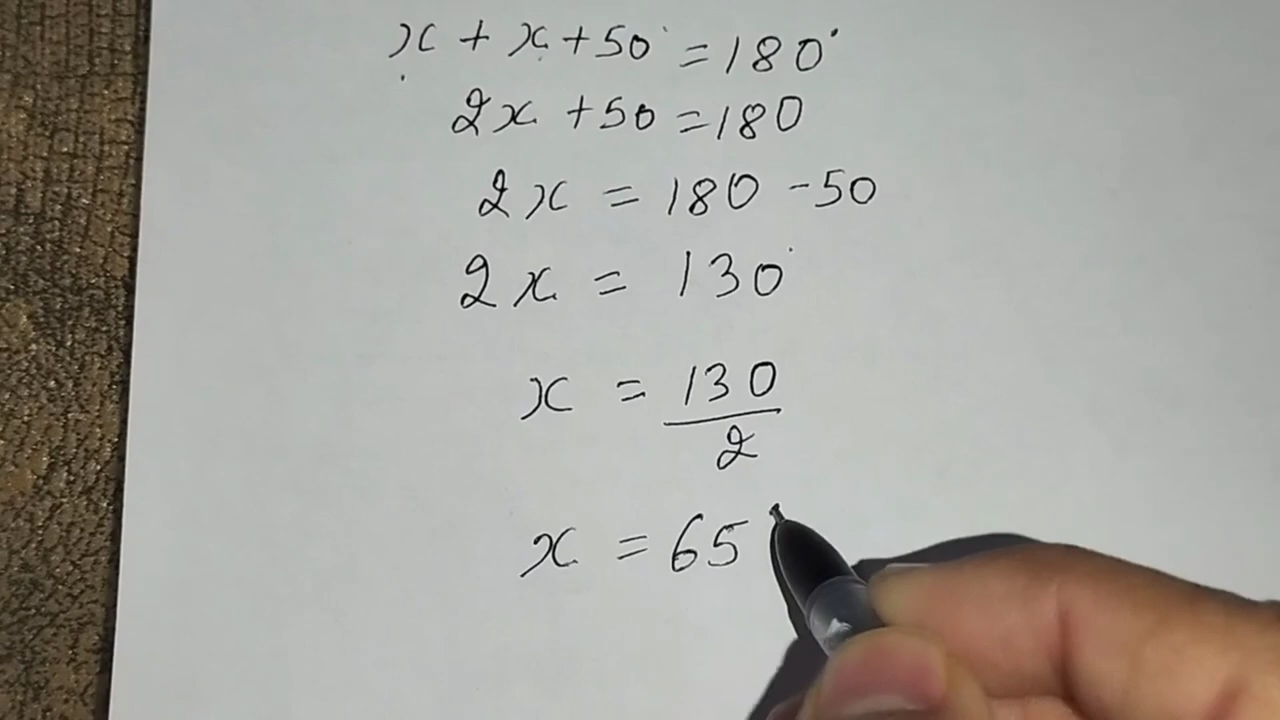 x + x + 50° = 180°
2x + 50 = 180
2x = 180 - 50
2x = 130°
x = 130/2
x = 65